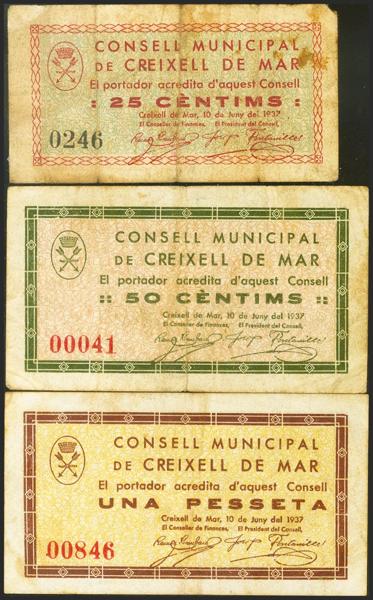 CONSELL MUNICIPAL
DE CREIXELL DE MAR
El portador acredita d'aquest Consell
: 25 CÈNTIMS :
Creixell de Mar, 10 de Juny del 1937
El Conseller de Finances, El President del Consell,
0246
CONSELL MUNICIPAL
DE CREIXELL DE MAR
El portador acredita d'aquest Consell
:: 50 CÈNTIMS ::
Creixell de Mar, 10 de Juny del 1937
El Conseller de Finances, El President del Consell,
00041
CONSELL MUNICIPAL
DE CREIXELL DE MAR
El portador acredita d'aquest Consell
UNA PESSETA
Creixell de Mar, 10 de Juny del 1937
El Conseller de Finances, El President del Consell,
00846